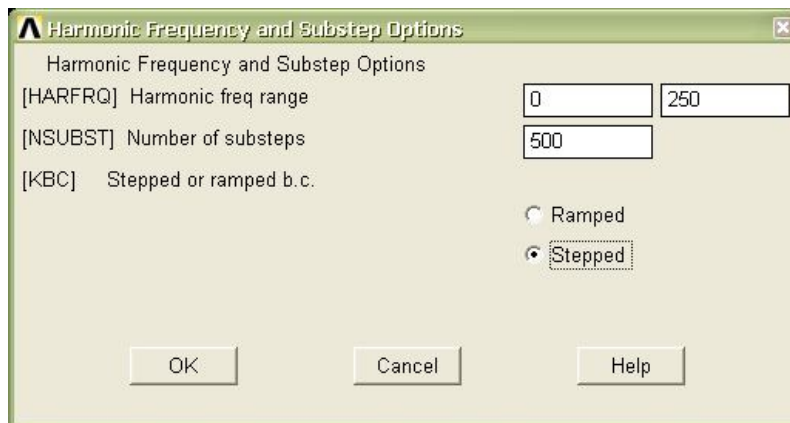 Harmonic Frequency and Substep Options
Harmonic Frequency and Substep Options
[HARFRQ] Harmonic freq range 0 250
[NSUBST] Number of substeps 500
[KBC] Stepped or ramped b.c.
Ramped
Stepped
OK Cancel Help